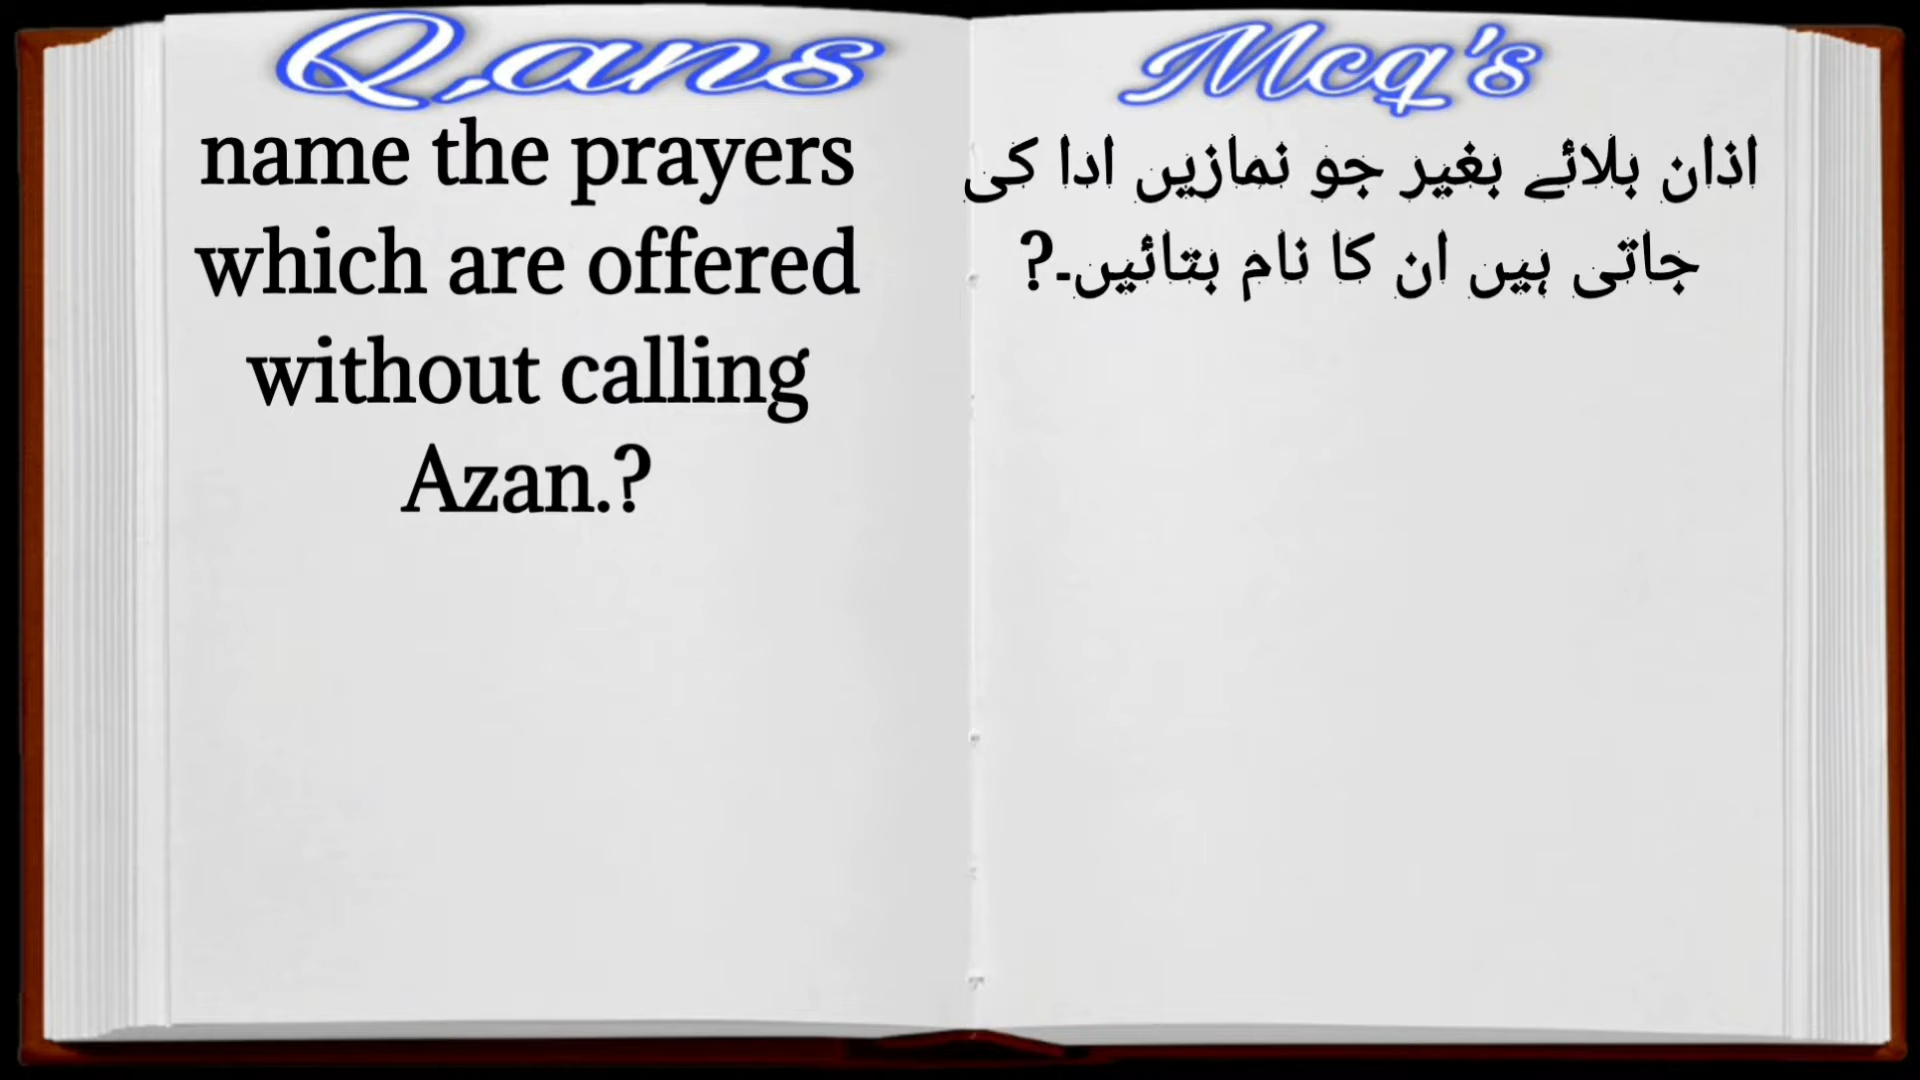 Q,ans
name the prayers
which are offered
without calling
Azan.?
Mcq's
اذان بلائے بغیر جو نمازیں ادا کی
جاتی ہیں ان کا نام بتائیں۔?